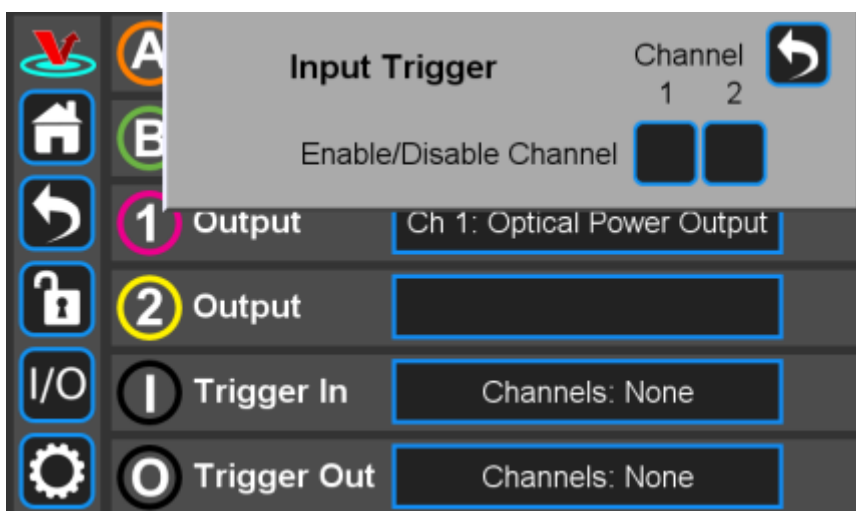 A
Input Trigger
Channel
1 2
B
Enable/Disable Channel
1 Output
Ch 1: Optical Power Output
2 Output
I/O
I Trigger In
Channels: None
O Trigger Out
Channels: None